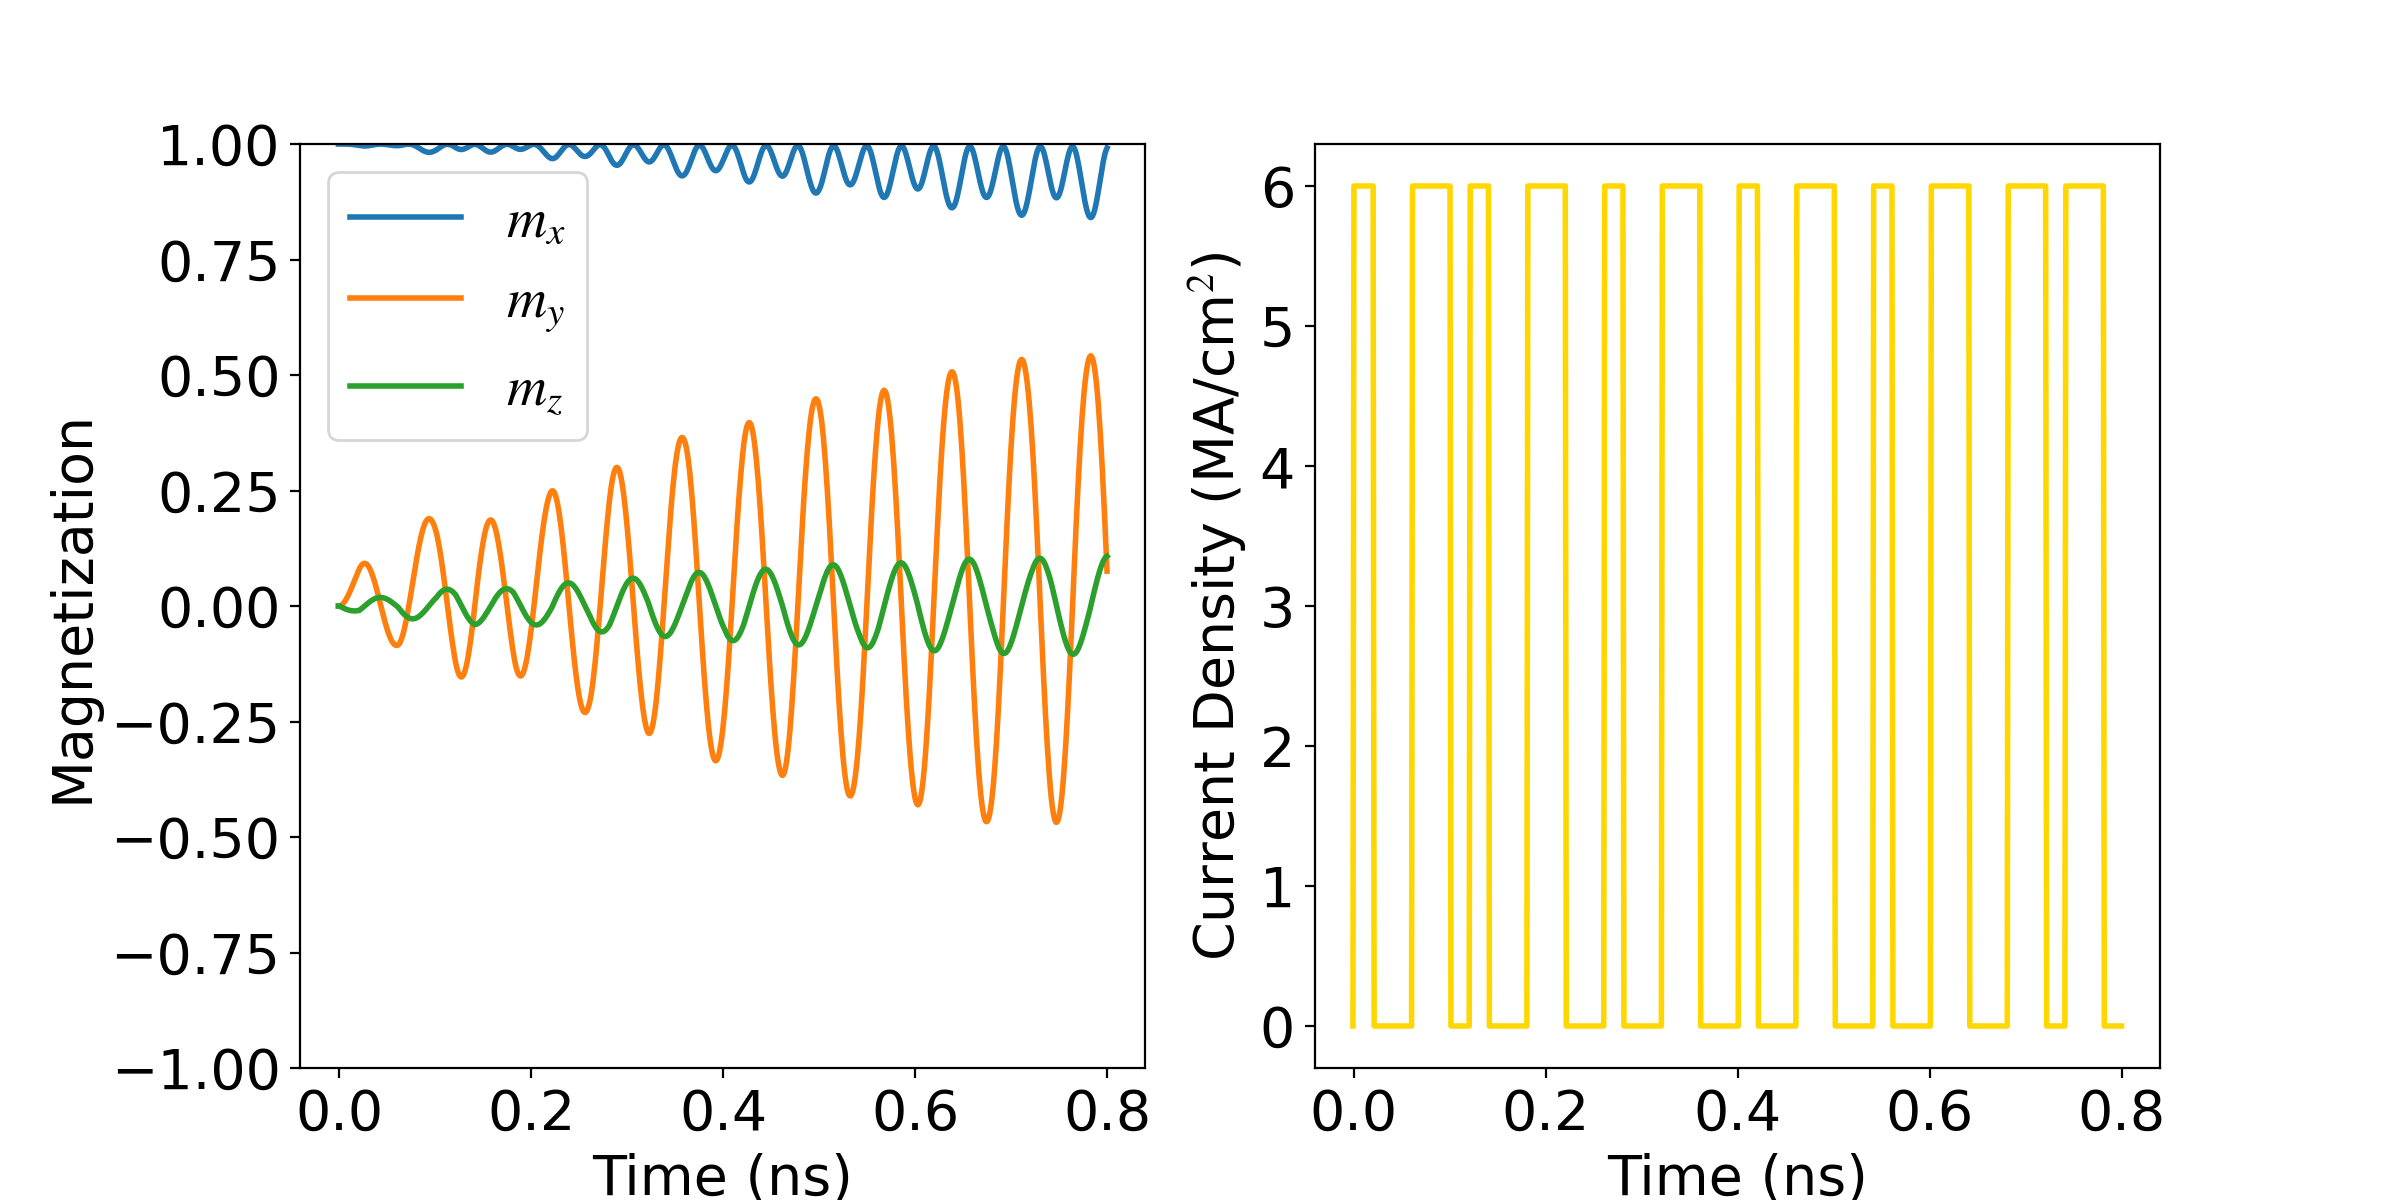 1.00
0.75
0.50
0.25
0.00
−0.25
−0.50
−0.75
−1.00
Magnetization
m_x
m_y
m_z
0.0 0.2 0.4 0.6 0.8
Time (ns)
6
5
4
3
2
1
0
Current Density (MA/cm²)
0.0 0.2 0.4 0.6 0.8
Time (ns)